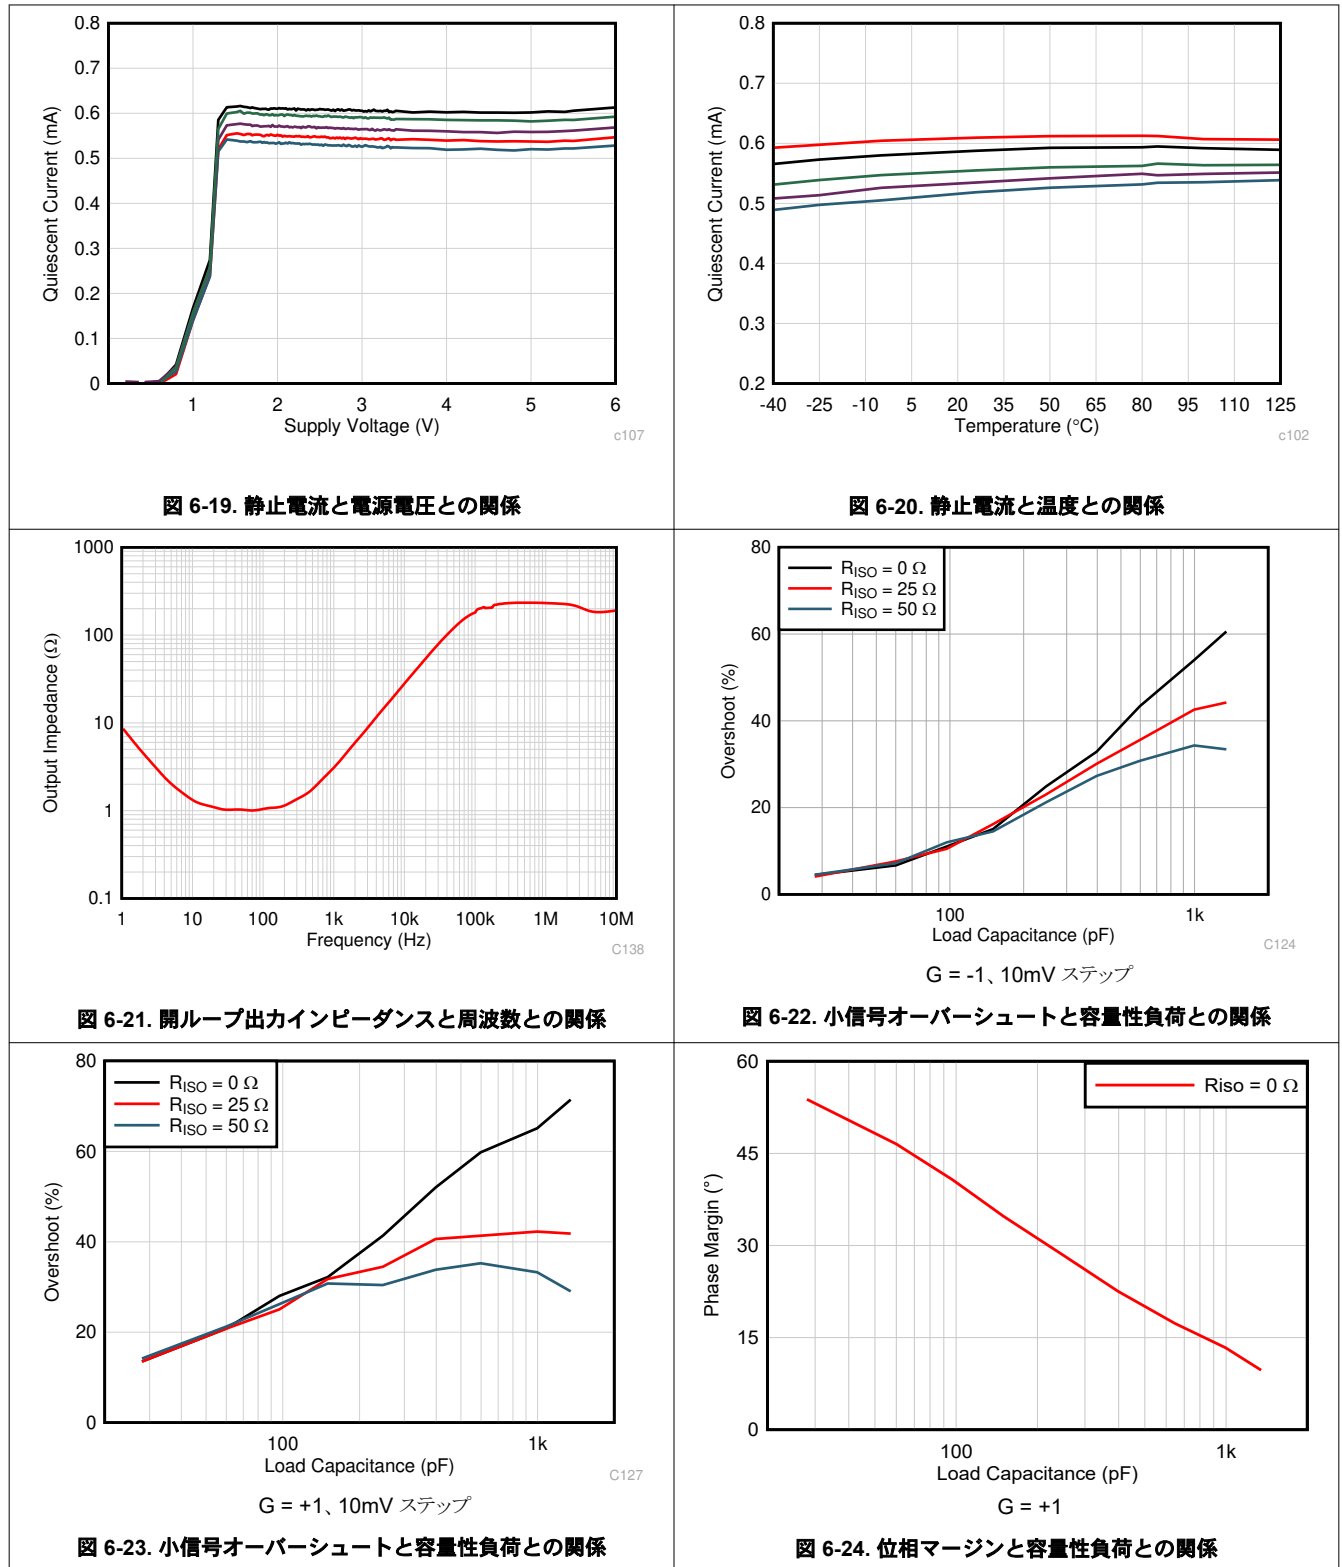 0.8
0.7
0.6
0.5
0.4
0.3
0.2
0.1
0
Quiescent Current (mA)
1 2 3 4 5 6
Supply Voltage (V)
c107
図 6-19. 静止電流と電源電圧との関係
0.8
0.7
0.6
0.5
0.4
0.3
0.2
Quiescent Current (mA)
-40 -25 -10 5 20 35 50 65 80 95 110 125
Temperature (°C)
c102
図 6-20. 静止電流と温度との関係
1000
100
10
1
0.1
Output Impedance (Ω)
1 10 100 1k 10k 100k 1M 10M
Frequency (Hz)
C138
図 6-21. 開ループ出力インピーダンスと周波数との関係
80
60
40
20
0
Overshoot (%)
RISO = 0 Ω
RISO = 25 Ω
RISO = 50 Ω
100 1k
Load Capacitance (pF)
C124
G = -1、10mV ステップ
図 6-22. 小信号オーバーシュートと容量性負荷との関係
80
60
40
20
0
Overshoot (%)
RISO = 0 Ω
RISO = 25 Ω
RISO = 50 Ω
100 1k
Load Capacitance (pF)
C127
G = +1、10mV ステップ
図 6-23. 小信号オーバーシュートと容量性負荷との関係
60
45
30
15
0
Phase Margin (°)
Riso = 0 Ω
100 1k
Load Capacitance (pF)
G = +1
図 6-24. 位相マージンと容量性負荷との関係